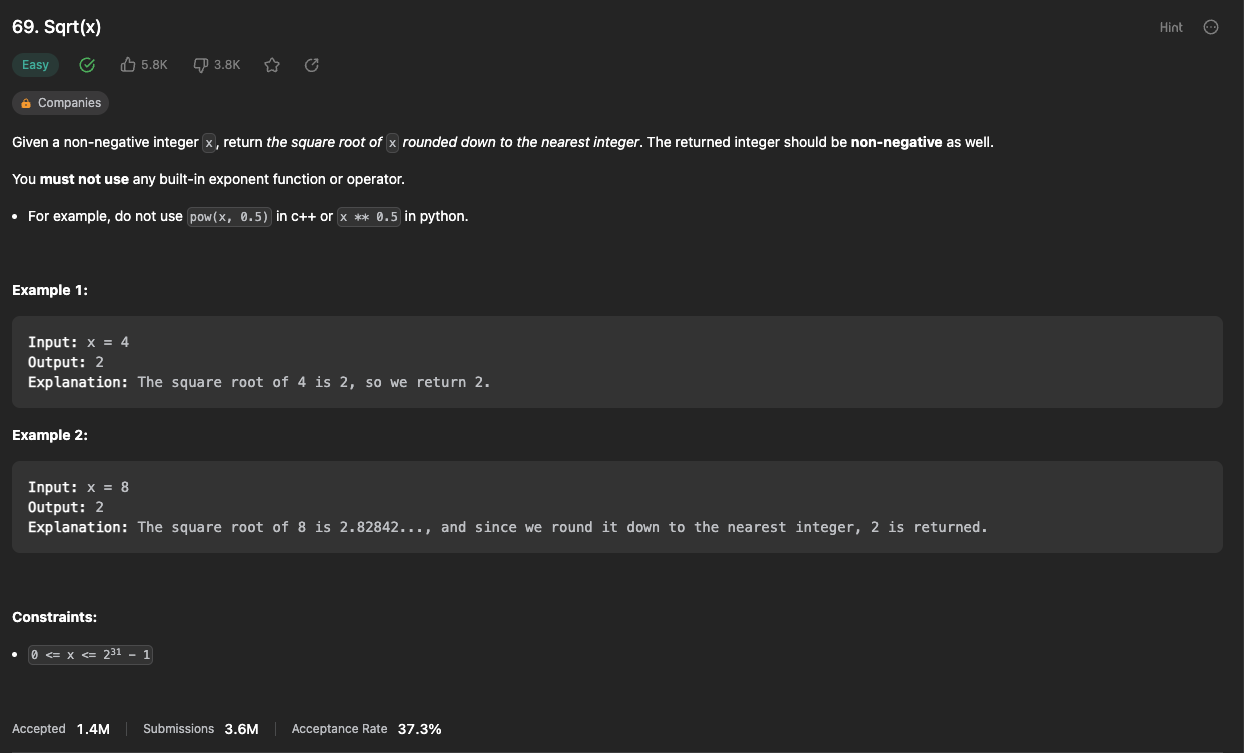 69. Sqrt(x)
Hint
Easy 5.8K 3.8K
Companies
Given a non-negative integer x, return the square root of x rounded down to the nearest integer. The returned integer should be non-negative as well.
You must not use any built-in exponent function or operator.
• For example, do not use pow(x, 0.5) in c++ or x ** 0.5 in python.
Example 1:
Input: x = 4
Output: 2
Explanation: The square root of 4 is 2, so we return 2.
Example 2:
Input: x = 8
Output: 2
Explanation: The square root of 8 is 2.82842..., and since we round it down to the nearest integer, 2 is returned.
Constraints:
• 0 <= x <= 2³¹ - 1
Accepted 1.4M Submissions 3.6M Acceptance Rate 37.3%